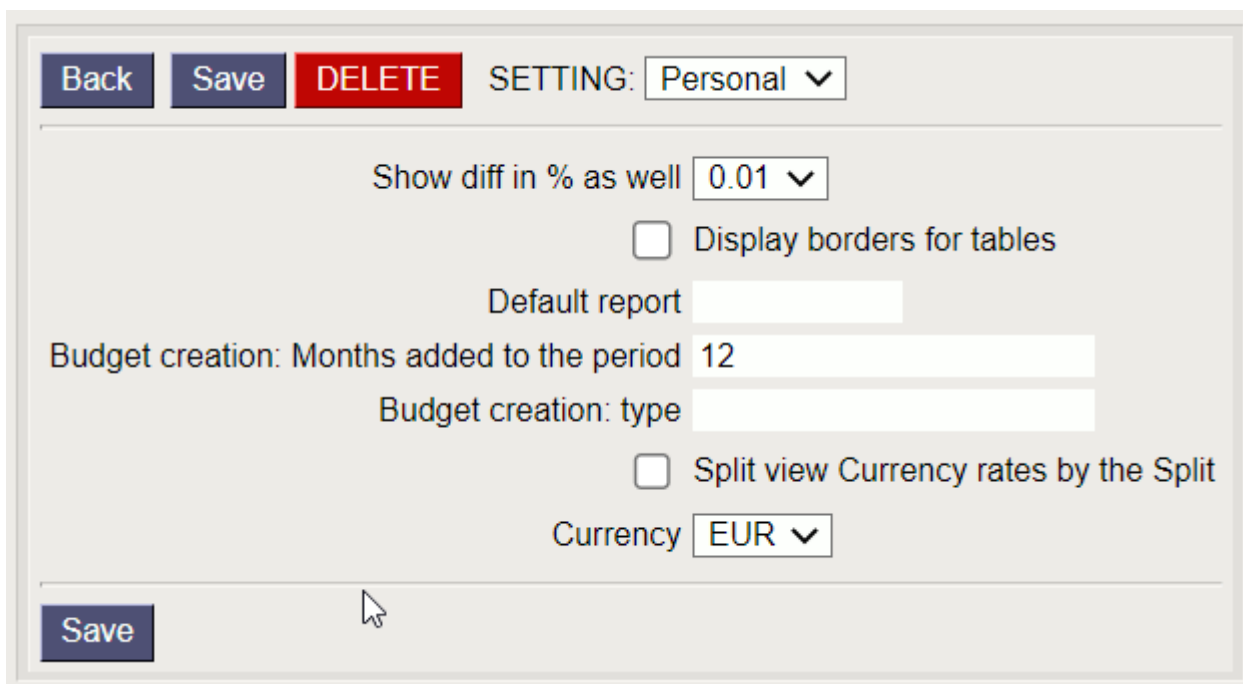 Back Save DELETE SETTING: Personal
Show diff in % as well 0.01
Display borders for tables
Default report
Budget creation: Months added to the period 12
Budget creation: type
Split view Currency rates by the Split
Currency EUR
Save